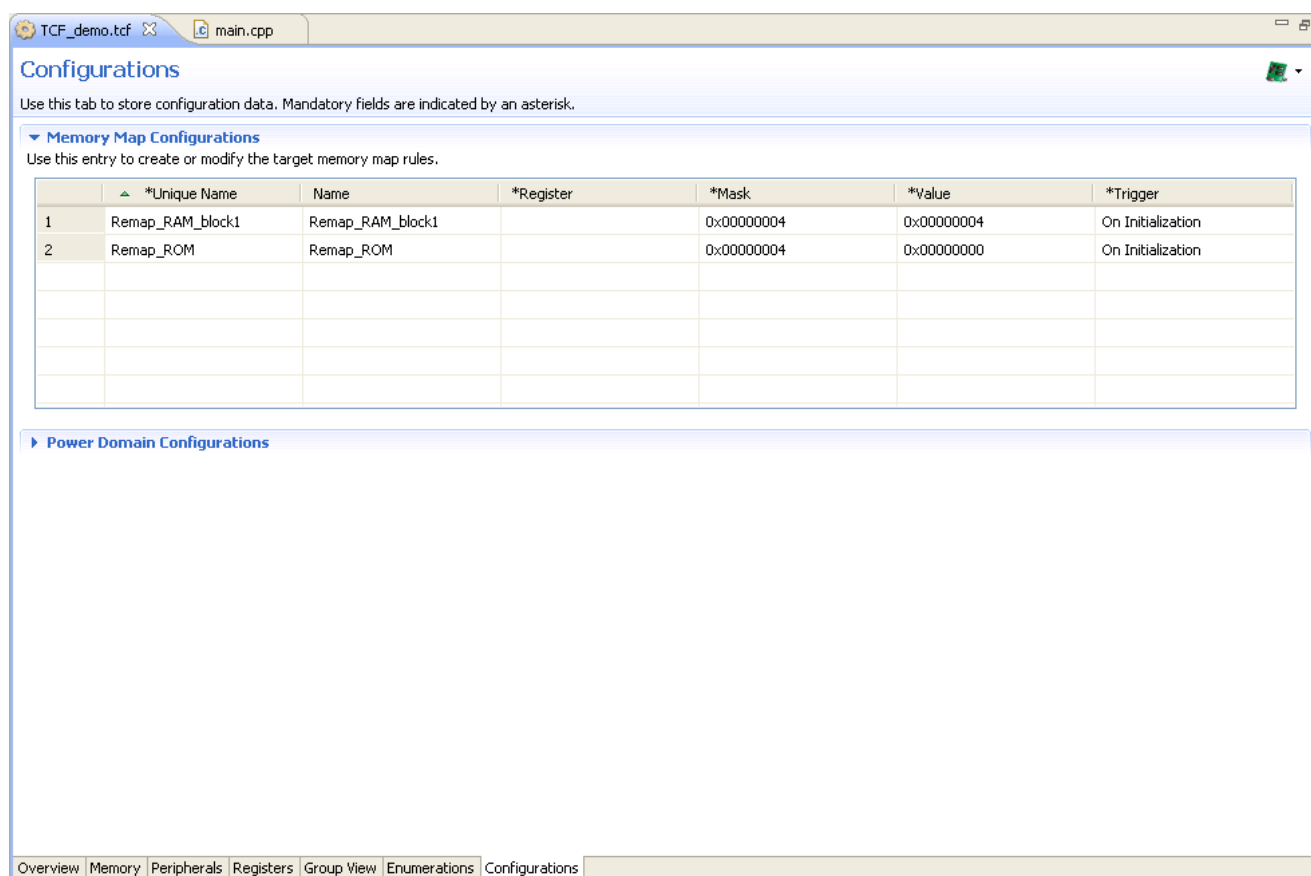 TCF_demo.tcf main.cpp
Configurations
Use this tab to store configuration data. Mandatory fields are indicated by an asterisk.
Memory Map Configurations
Use this entry to create or modify the target memory map rules.
*Unique Name Name *Register *Mask *Value *Trigger
1 Remap_RAM_block1 Remap_RAM_block1 0x00000004 0x00000004 On Initialization
2 Remap_ROM Remap_ROM 0x00000004 0x00000000 On Initialization
Power Domain Configurations
Overview Memory Peripherals Registers Group View Enumerations Configurations